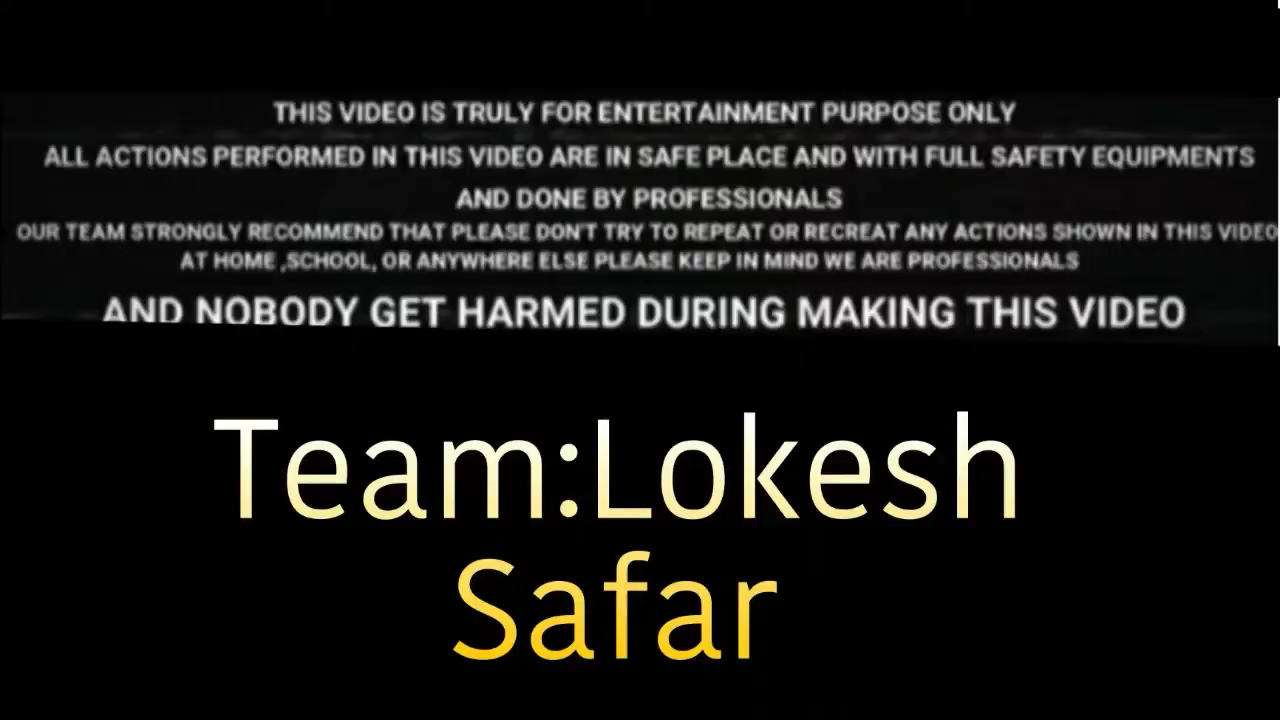 THIS VIDEO IS TRULY FOR ENTERTAINMENT PURPOSE ONLY
ALL ACTIONS PERFORMED IN THIS VIDEO ARE IN SAFE PLACE AND WITH FULL SAFETY EQUIPMENTS
AND DONE BY PROFESSIONALS
OUR TEAM STRONGLY RECOMMEND THAT PLEASE DON'T TRY TO REPEAT OR RECREAT ANY ACTIONS SHOWN IN THIS VIDEO
AT HOME ,SCHOOL, OR ANYWHERE ELSE PLEASE KEEP IN MIND WE ARE PROFESSIONALS
AND NOBODY GET HARMED DURING MAKING THIS VIDEO
Team:Lokesh
Safar